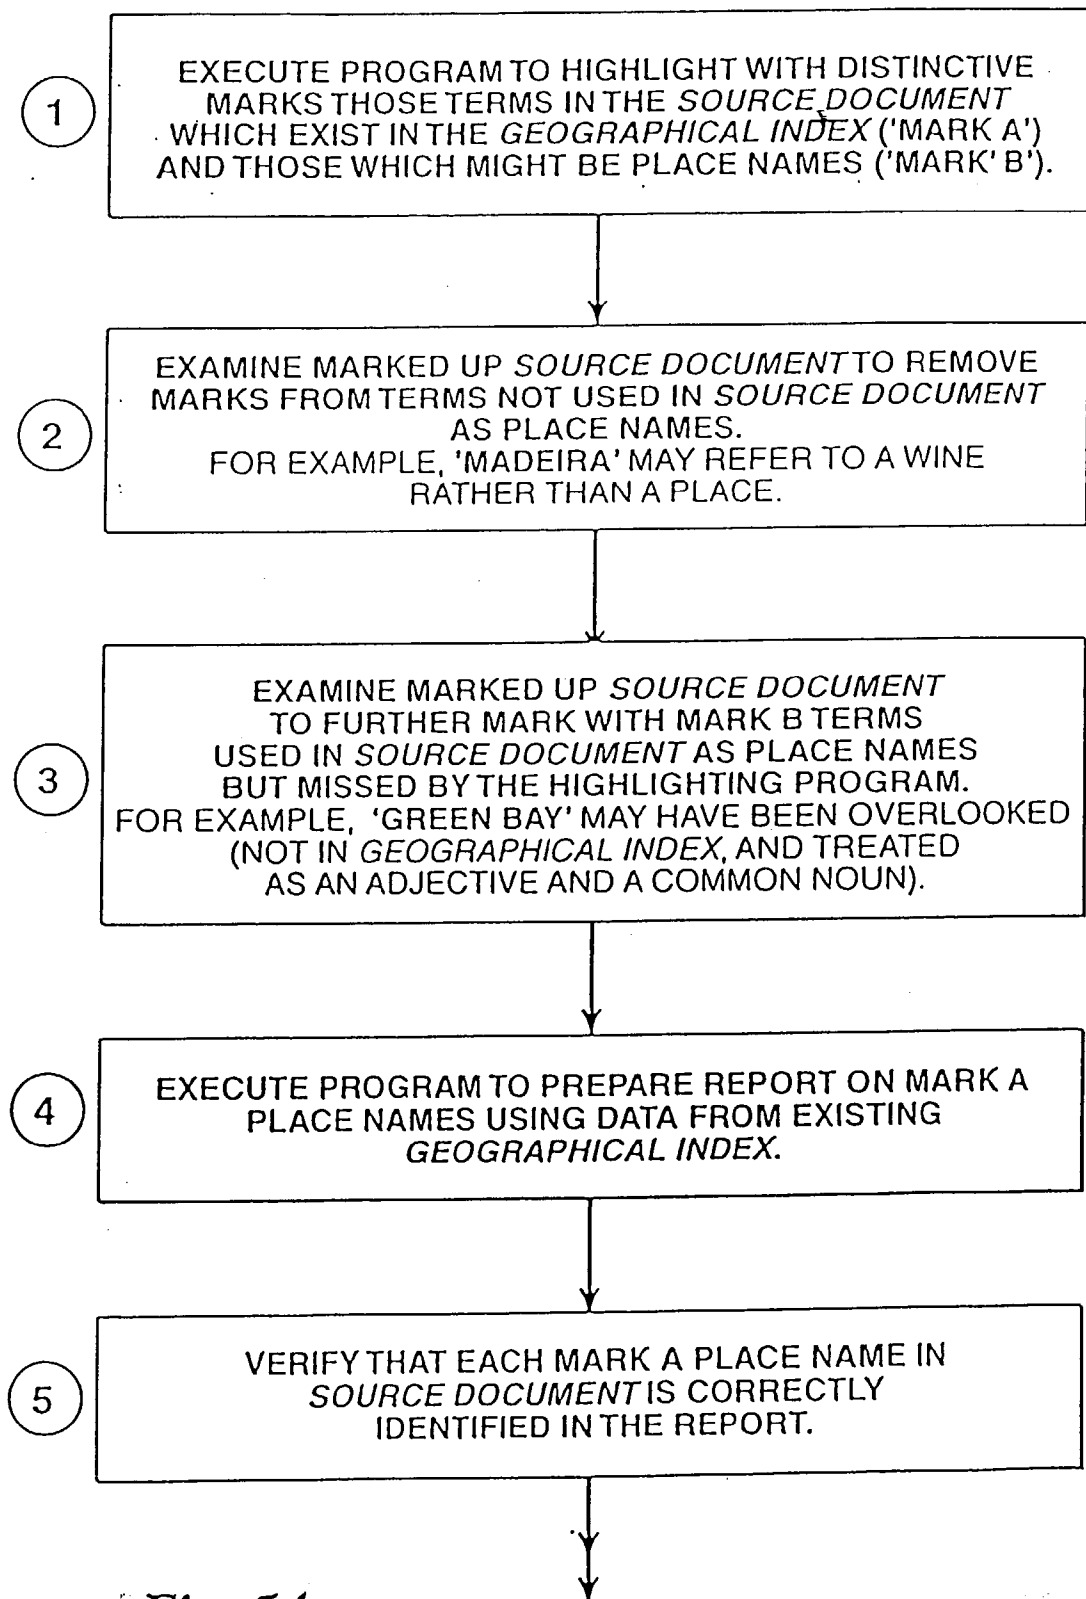 1
EXECUTE PROGRAM TO HIGHLIGHT WITH DISTINCTIVE
MARKS THOSE TERMS IN THE SOURCE DOCUMENT
WHICH EXIST IN THE GEOGRAPHICAL INDEX ('MARK A')
AND THOSE WHICH MIGHT BE PLACE NAMES ('MARK' B').
2
EXAMINE MARKED UP SOURCE DOCUMENT TO REMOVE
MARKS FROM TERMS NOT USED IN SOURCE DOCUMENT
AS PLACE NAMES.
FOR EXAMPLE, 'MADEIRA' MAY REFER TO A WINE
RATHER THAN A PLACE.
3
EXAMINE MARKED UP SOURCE DOCUMENT
TO FURTHER MARK WITH MARK B TERMS
USED IN SOURCE DOCUMENT AS PLACE NAMES
BUT MISSED BY THE HIGHLIGHTING PROGRAM.
FOR EXAMPLE, 'GREEN BAY' MAY HAVE BEEN OVERLOOKED
(NOT IN GEOGRAPHICAL INDEX, AND TREATED
AS AN ADJECTIVE AND A COMMON NOUN).
4
EXECUTE PROGRAM TO PREPARE REPORT ON MARK A
PLACE NAMES USING DATA FROM EXISTING
GEOGRAPHICAL INDEX.
5
VERIFY THAT EACH MARK A PLACE NAME IN
SOURCE DOCUMENT IS CORRECTLY
IDENTIFIED IN THE REPORT.